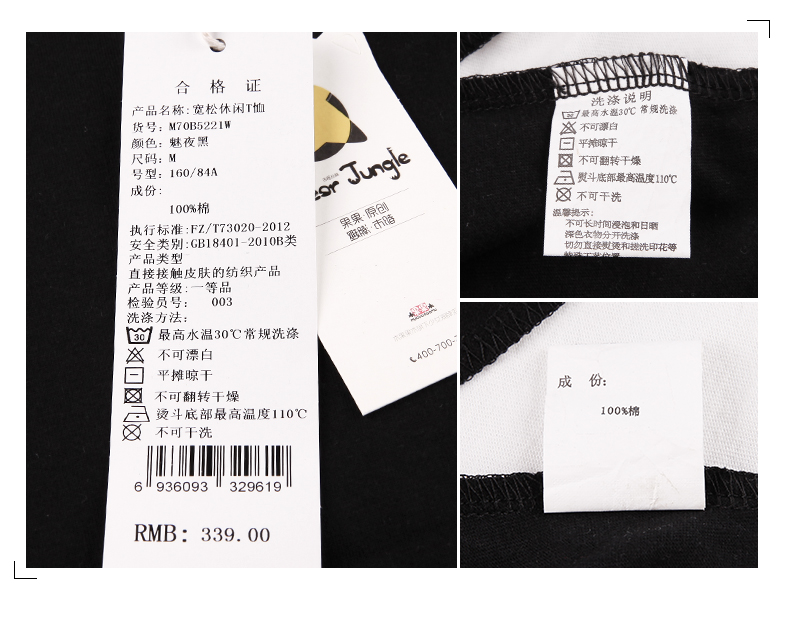 合格证
产品名称:宽松休闲T恤
货号:M70B5221W
颜色:魅夜黑
尺码:M
号型:160/84A
成份:
100%棉
执行标准:FZ/T73020-2012
安全类别:GB18401-2010B类
产品类型
直接接触皮肤的纺织产品
产品等级:一等品
检验员号: 003
洗涤方法:
30 最高水温30℃常规洗涤
不可漂白
平摊晾干
不可翻转干燥
熨斗底部最高温度110℃
不可干洗
6 936093 329619
RMB: 339.00
ear Jungle
果果·原创
400-700-
洗涤说明
最高水温30℃ 常规洗涤
不可漂白
平摊晾干
不可翻转干燥
熨斗底部最高温度110℃
不可干洗
温馨提示:
不可长时间浸泡和日晒
深色衣物分开洗涤
切勿直接熨烫和搓洗印花等
成 份:
100%棉